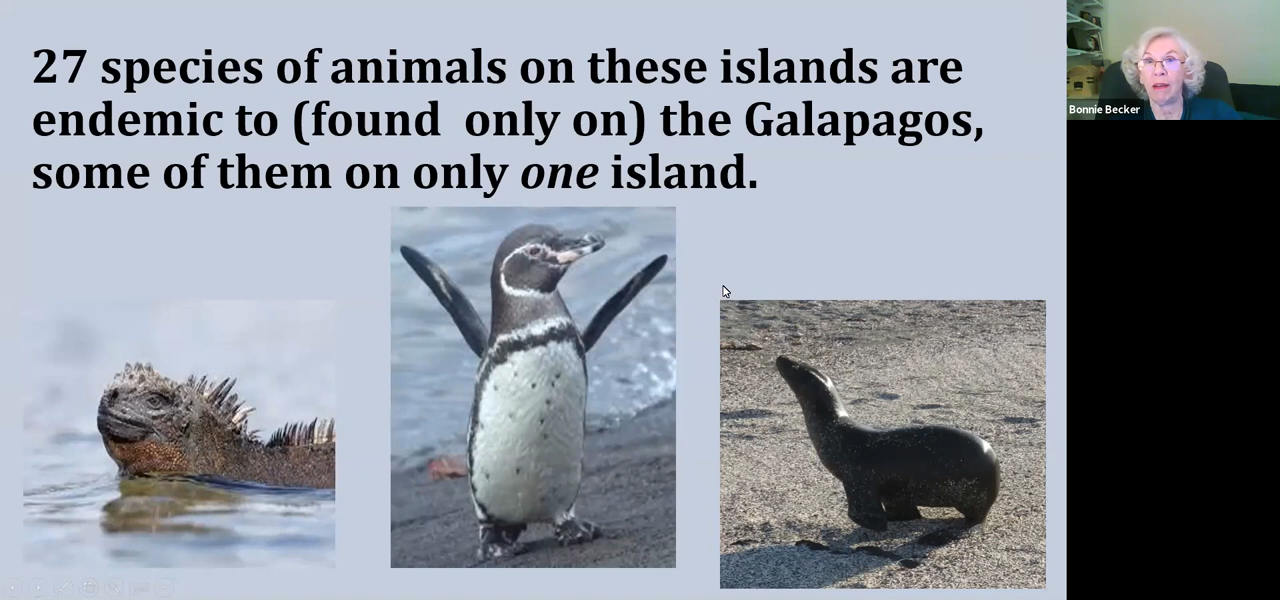 27 species of animals on these islands are
endemic to (found  only on) the Galapagos,
some of them on only one island.
Bonnie Becker